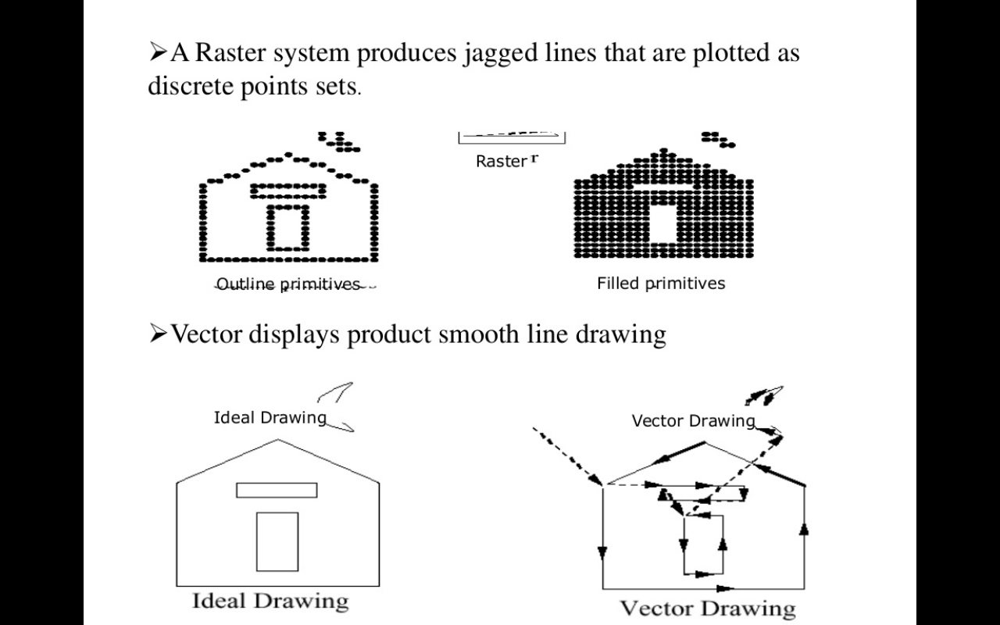 ➢A Raster system produces jagged lines that are plotted as
discrete points sets.
Raster r
Outline primitives
Filled primitives
➢Vector displays product smooth line drawing
Ideal Drawing
Vector Drawing
Ideal Drawing
Vector Drawing